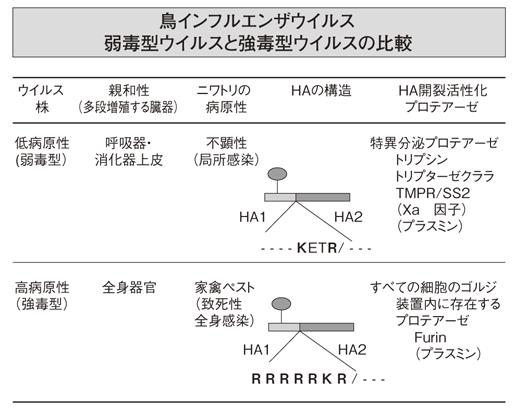 鳥インフルエンザウイルス
弱毒型ウイルスと強毒型ウイルスの比較
ウイルス株
親和性
(多段増殖する臓器)
ニワトリの
病原性
HAの構造
HA開裂活性化
プロテアーゼ
低病原性
(弱毒型)
呼吸器・
消化器上皮
不顕性
(局所感染)
HA1 HA2
----KETR/---
特異分泌プロテアーゼ
トリプシン
トリプターゼクララ
TMPR/SS2
(Xa 因子)
(プラスミン)
高病原性
(強毒型)
全身器官
家禽ペスト
(致死性
全身感染)
HA1 HA2
RRRRRKR/---
すべての細胞のゴルジ
装置内に存在する
プロテアーゼ
Furin
(プラスミン)